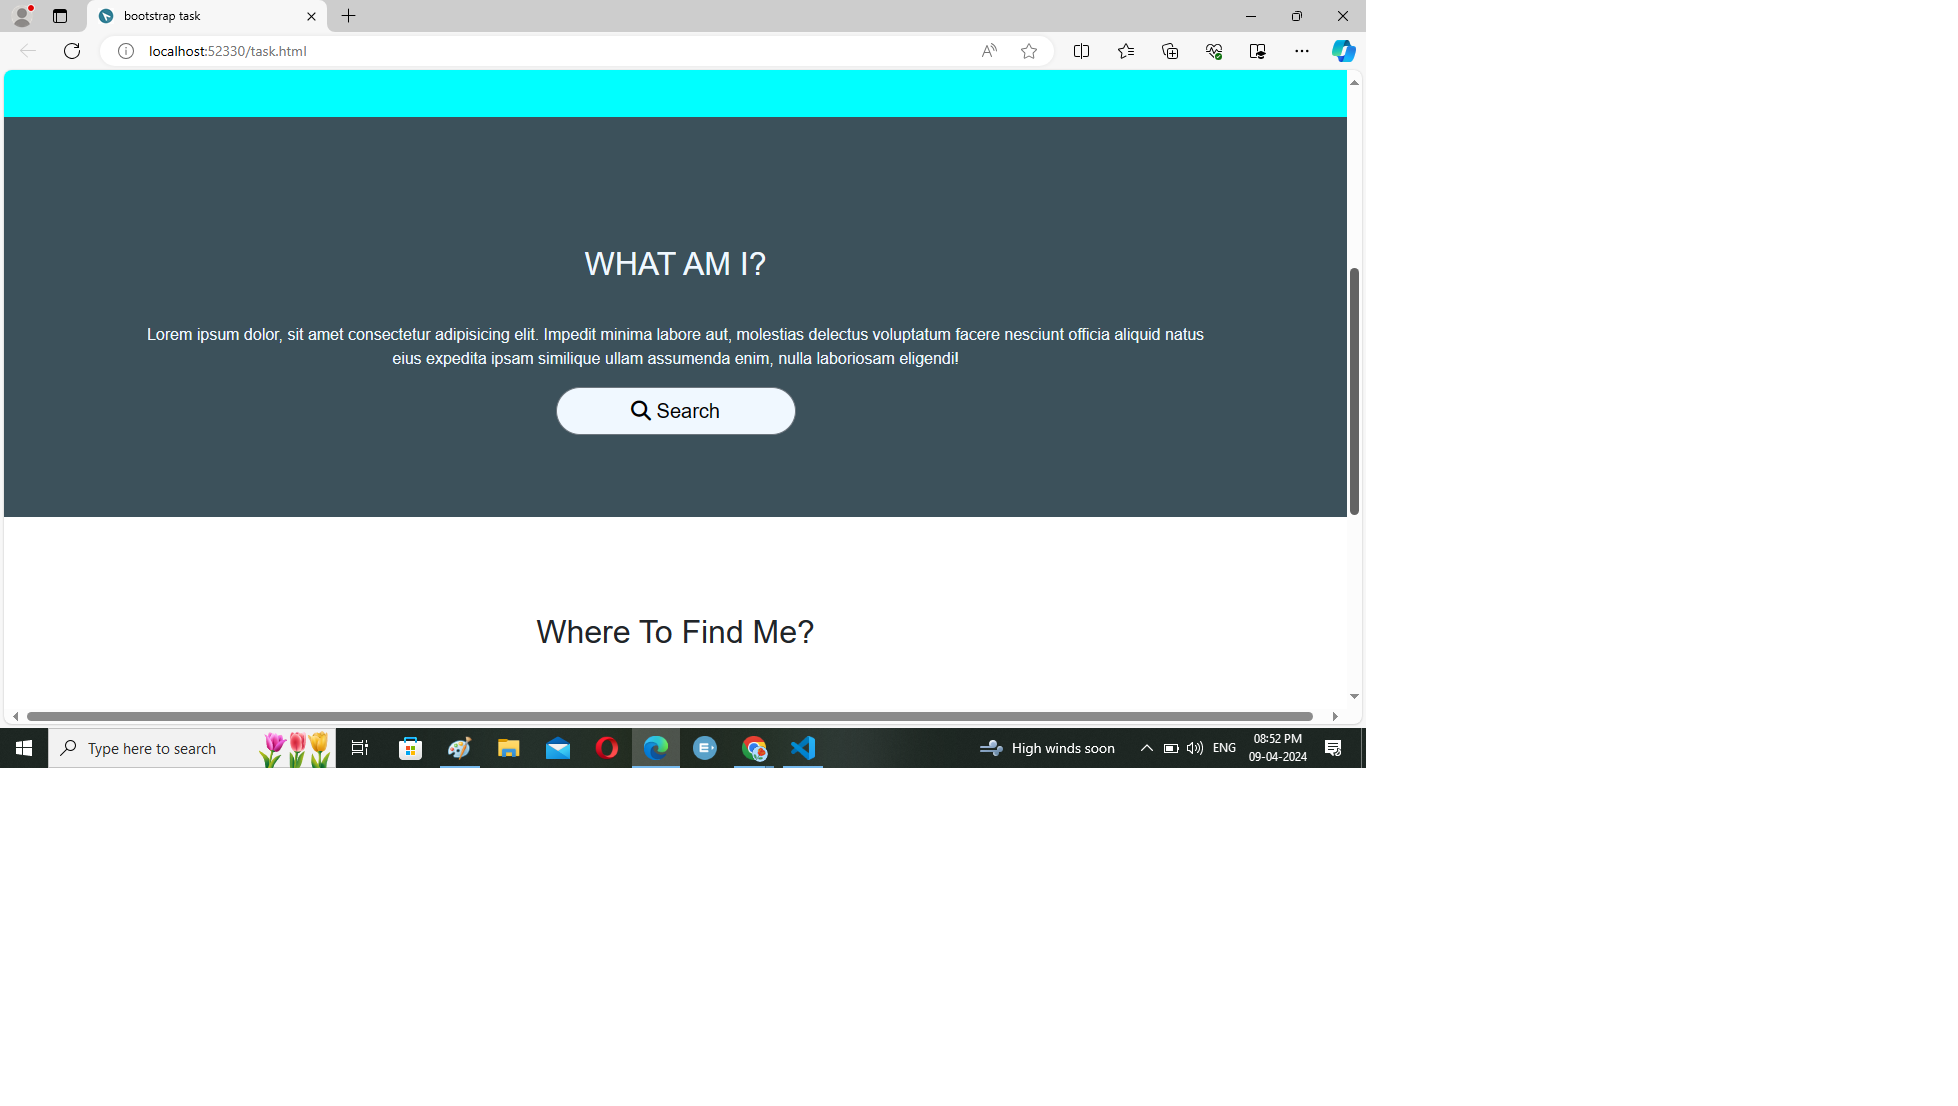 bootstrap task
localhost:52330/task.html
WHAT AM I?
Lorem ipsum dolor, sit amet consectetur adipisicing elit. Impedit minima labore aut, molestias delectus voluptatum facere nesciunt officia aliquid natus
eius expedita ipsam similique ullam assumenda enim, nulla laboriosam eligendi!
Search
Where To Find Me?
Type here to search
High winds soon
ENG
08:52 PM
09-04-2024